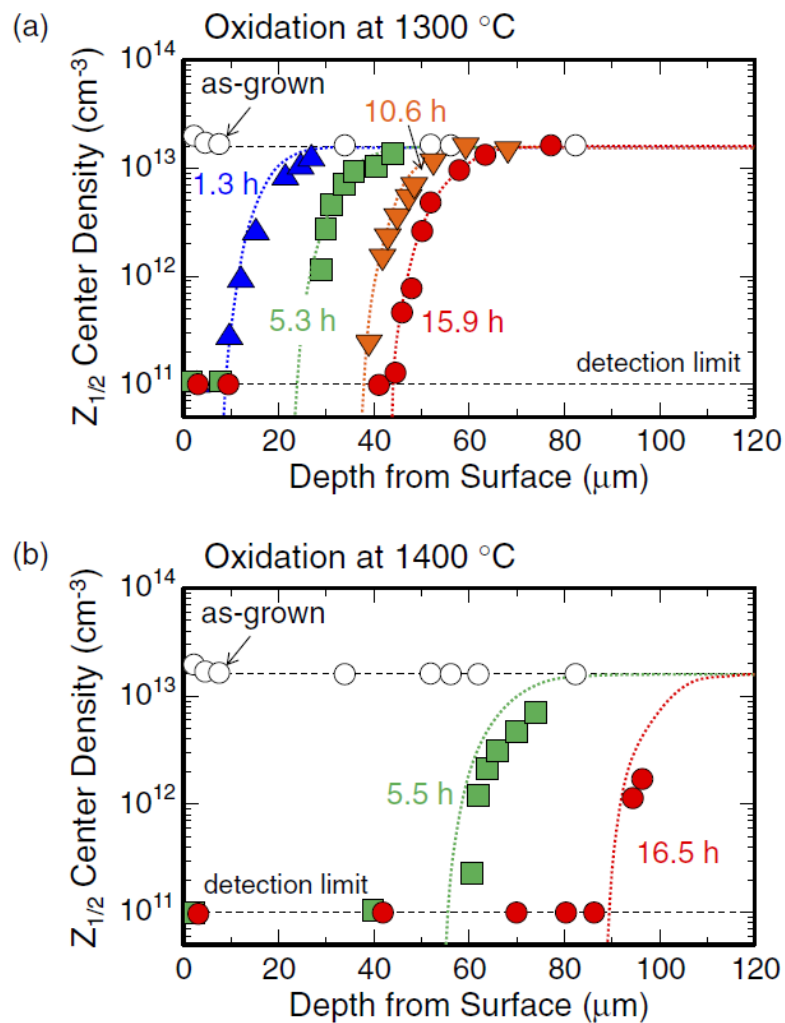 (a) Oxidation at 1300 °C
Z1/2 Center Density (cm-3)
10^14
10^13
10^12
10^11
as-grown
10.6 h
1.3 h
5.3 h
15.9 h
detection limit
0 20 40 60 80 100 120
Depth from Surface (μm)
(b) Oxidation at 1400 °C
Z1/2 Center Density (cm-3)
10^14
10^13
10^12
10^11
as-grown
5.5 h
16.5 h
detection limit
0 20 40 60 80 100 120
Depth from Surface (μm)